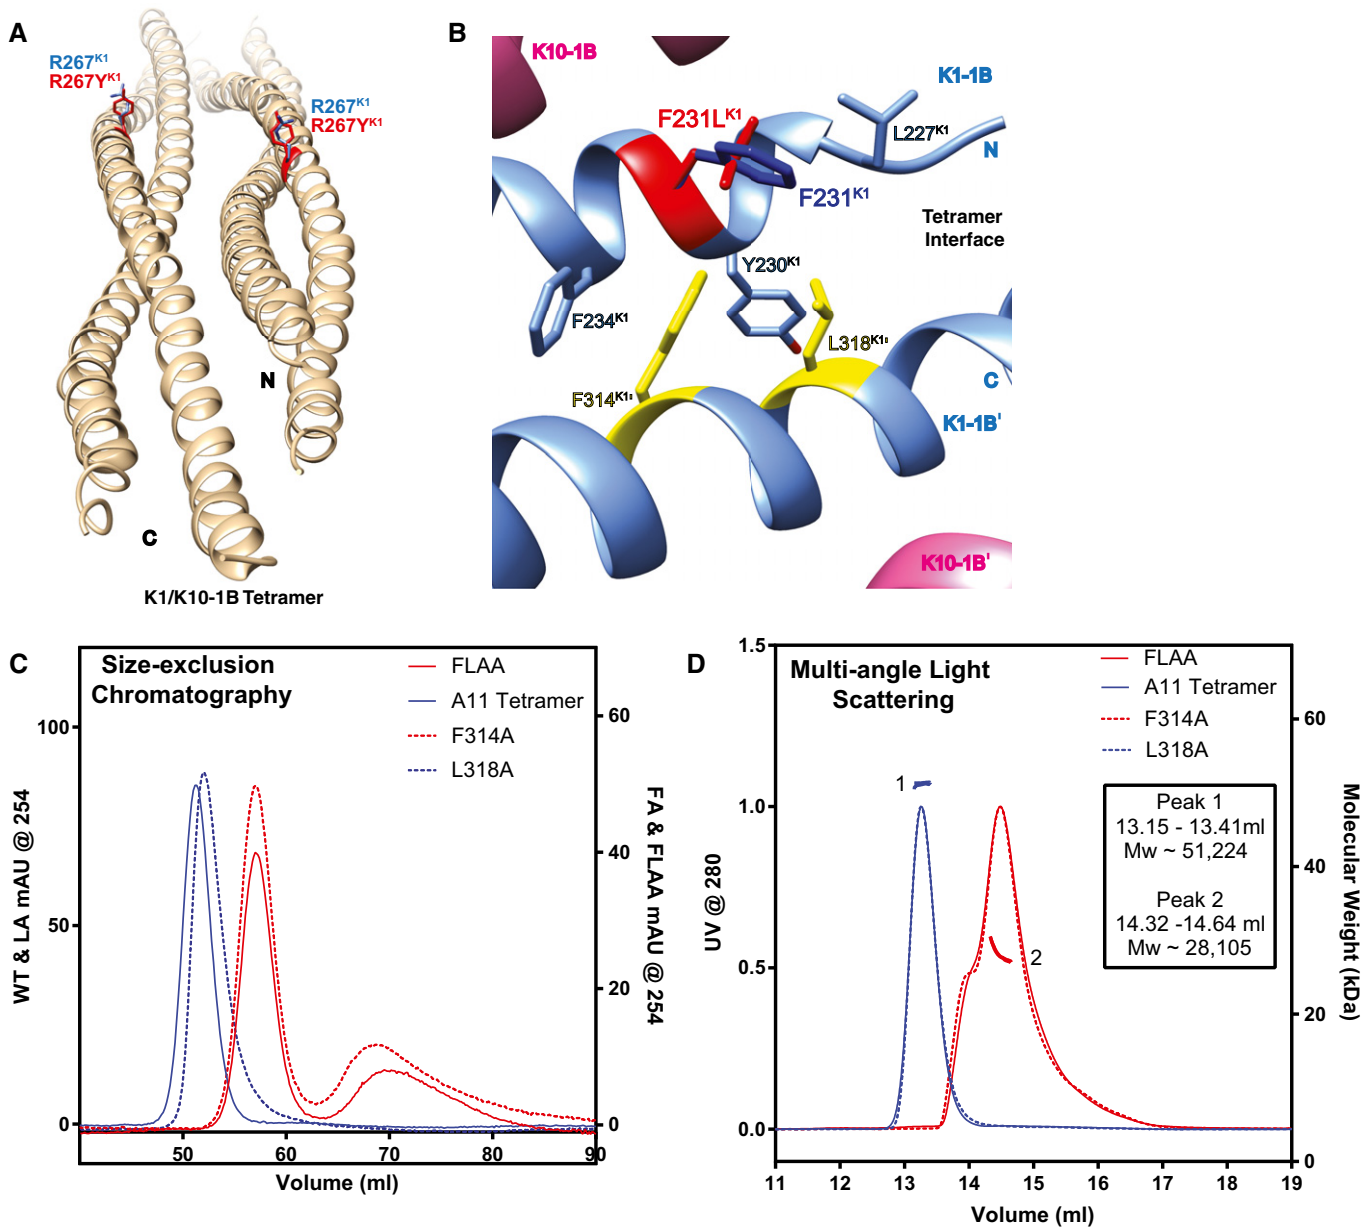 A
R267K1
R267YK1
R267K1
R267YK1
N
C
K1/K10-1B Tetramer
B
K10-1B
K1-1B
F231LK1
L227K1
N
F231K1
Tetramer
Interface
Y230K1
F234K1
L318K1'
F314K1'
C
K1-1B'
K10-1B'
C
Size-exclusion
Chromatography
FLAA
A11 Tetramer
F314A
L318A
WT & LA mAU @ 254
100
50
0
FA & FLAA mAU @ 254
60
40
20
0
50
60
70
80
90
Volume (ml)
D
Multi-angle Light
Scattering
FLAA
A11 Tetramer
F314A
L318A
1
2
Peak 1
13.15 - 13.41ml
Mw ~ 51,224
Peak 2
14.32 -14.64 ml
Mw ~ 28,105
UV @ 280
1.5
1.0
0.5
0.0
Molecular Weight (kDa)
60
40
20
0
11
12
13
14
15
16
17
18
19
Volume (ml)